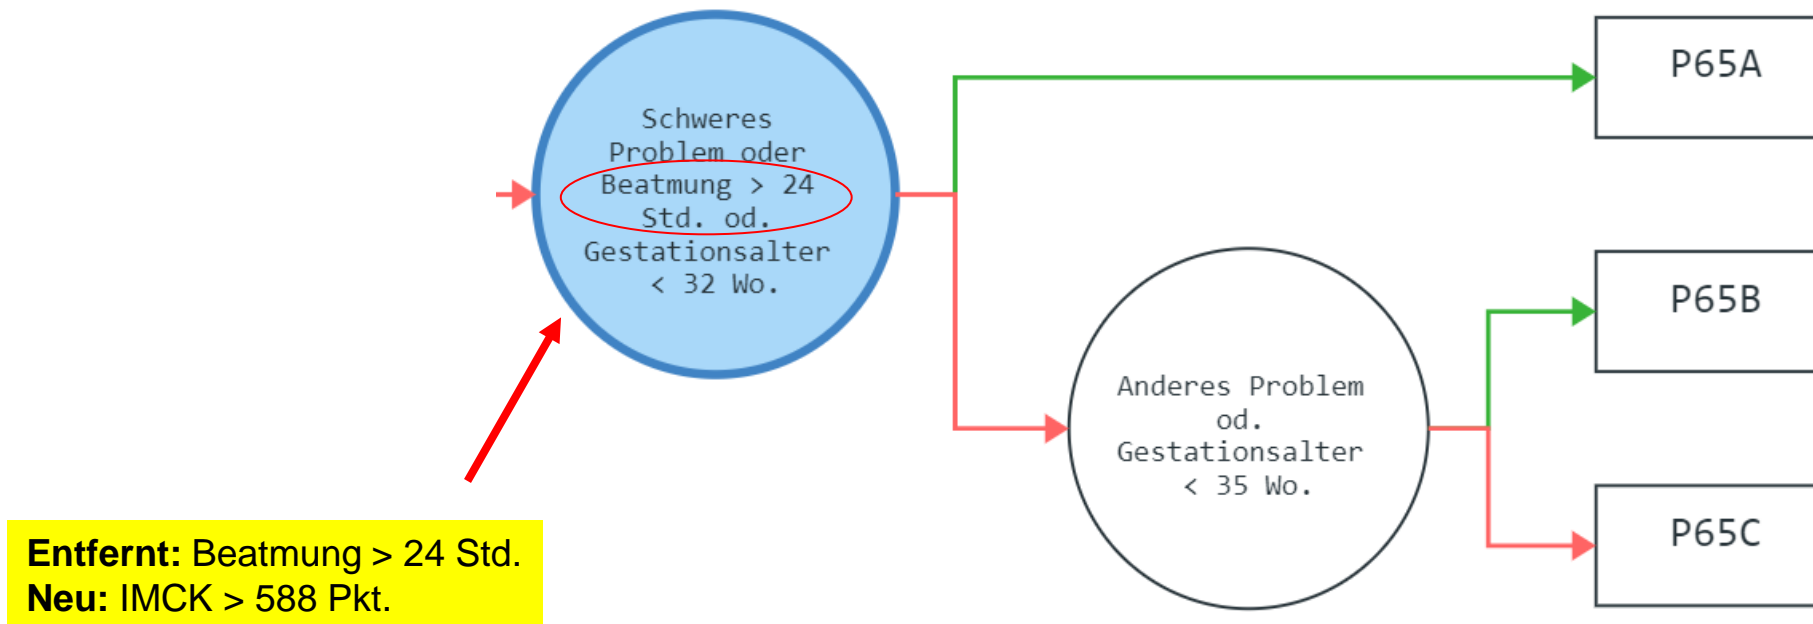 Schweres
Problem oder
Beatmung > 24
Std. od.
Gestationsalter
< 32 Wo.
P65A
P65B
Anderes Problem
od.
Gestationsalter
< 35 Wo.
P65C
Entfernt: Beatmung > 24 Std.
Neu: IMCK > 588 Pkt.